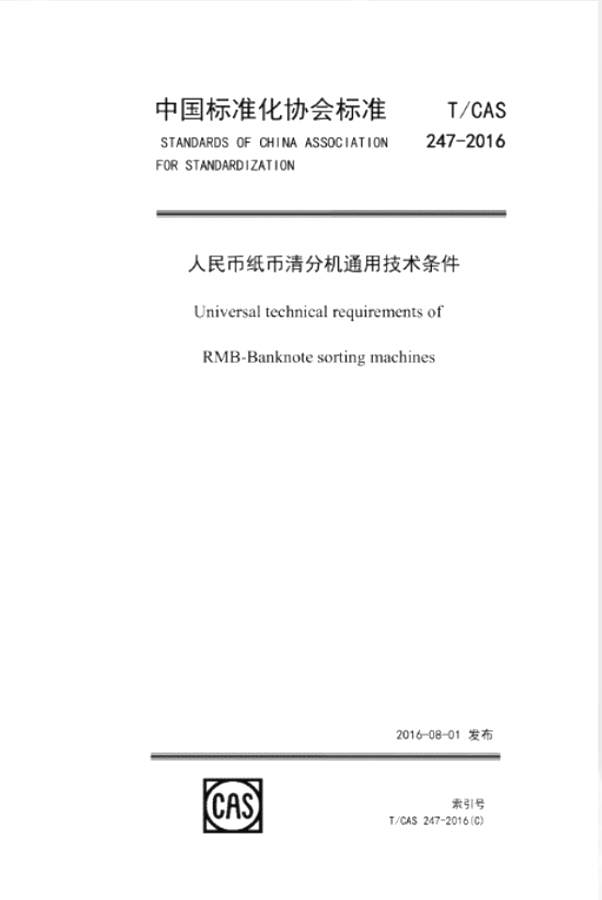 中国标准化协会标准 T/CAS
STANDARDS OF CHINA ASSOCIATION 247-2016
FOR STANDARDIZATION
人民币纸币清分机通用技术条件
Universal technical requirements of
RMB-Banknote sorting machines
2016-08-01 发布
CAS
索引号
T/CAS 247-2016(C)